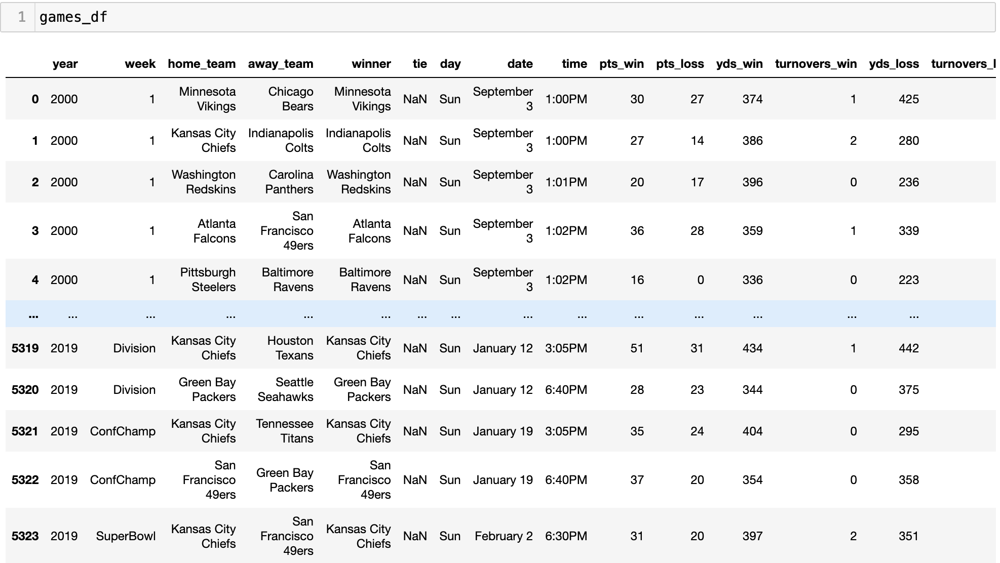 1 games_df
year week home_team away_team winner tie day date time pts_win pts_loss yds_win turnovers_win yds_loss turnovers_l
0 2000 1 Minnesota Vikings Chicago Bears Minnesota Vikings NaN Sun September 3 1:00PM 30 27 374 1 425
1 2000 1 Kansas City Chiefs Indianapolis Colts Indianapolis Colts NaN Sun September 3 1:00PM 27 14 386 2 280
2 2000 1 Washington Redskins Carolina Panthers Washington Redskins NaN Sun September 3 1:01PM 20 17 396 0 236
3 2000 1 Atlanta Falcons San Francisco 49ers Atlanta Falcons NaN Sun September 3 1:02PM 36 28 359 1 339
4 2000 1 Pittsburgh Steelers Baltimore Ravens Baltimore Ravens NaN Sun September 3 1:02PM 16 0 336 0 223
... ... ... ... ... ... ... ... ... ... ... ... ... ... ...
5319 2019 Division Kansas City Chiefs Houston Texans Kansas City Chiefs NaN Sun January 12 3:05PM 51 31 434 1 442
5320 2019 Division Green Bay Packers Seattle Seahawks Green Bay Packers NaN Sun January 12 6:40PM 28 23 344 0 375
5321 2019 ConfChamp Kansas City Chiefs Tennessee Titans Kansas City Chiefs NaN Sun January 19 3:05PM 35 24 404 0 295
5322 2019 ConfChamp San Francisco 49ers Green Bay Packers San Francisco 49ers NaN Sun January 19 6:40PM 37 20 354 0 358
5323 2019 SuperBowl Kansas City Chiefs San Francisco 49ers Kansas City Chiefs NaN Sun February 2 6:30PM 31 20 397 2 351